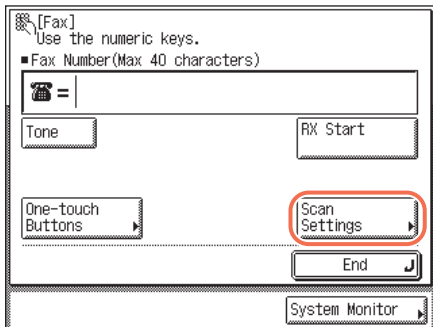 [Fax]
Use the numeric keys.
■Fax Number(Max 40 characters)
=
Tone
RX Start
One-touch
Buttons
Scan
Settings
End
System Monitor